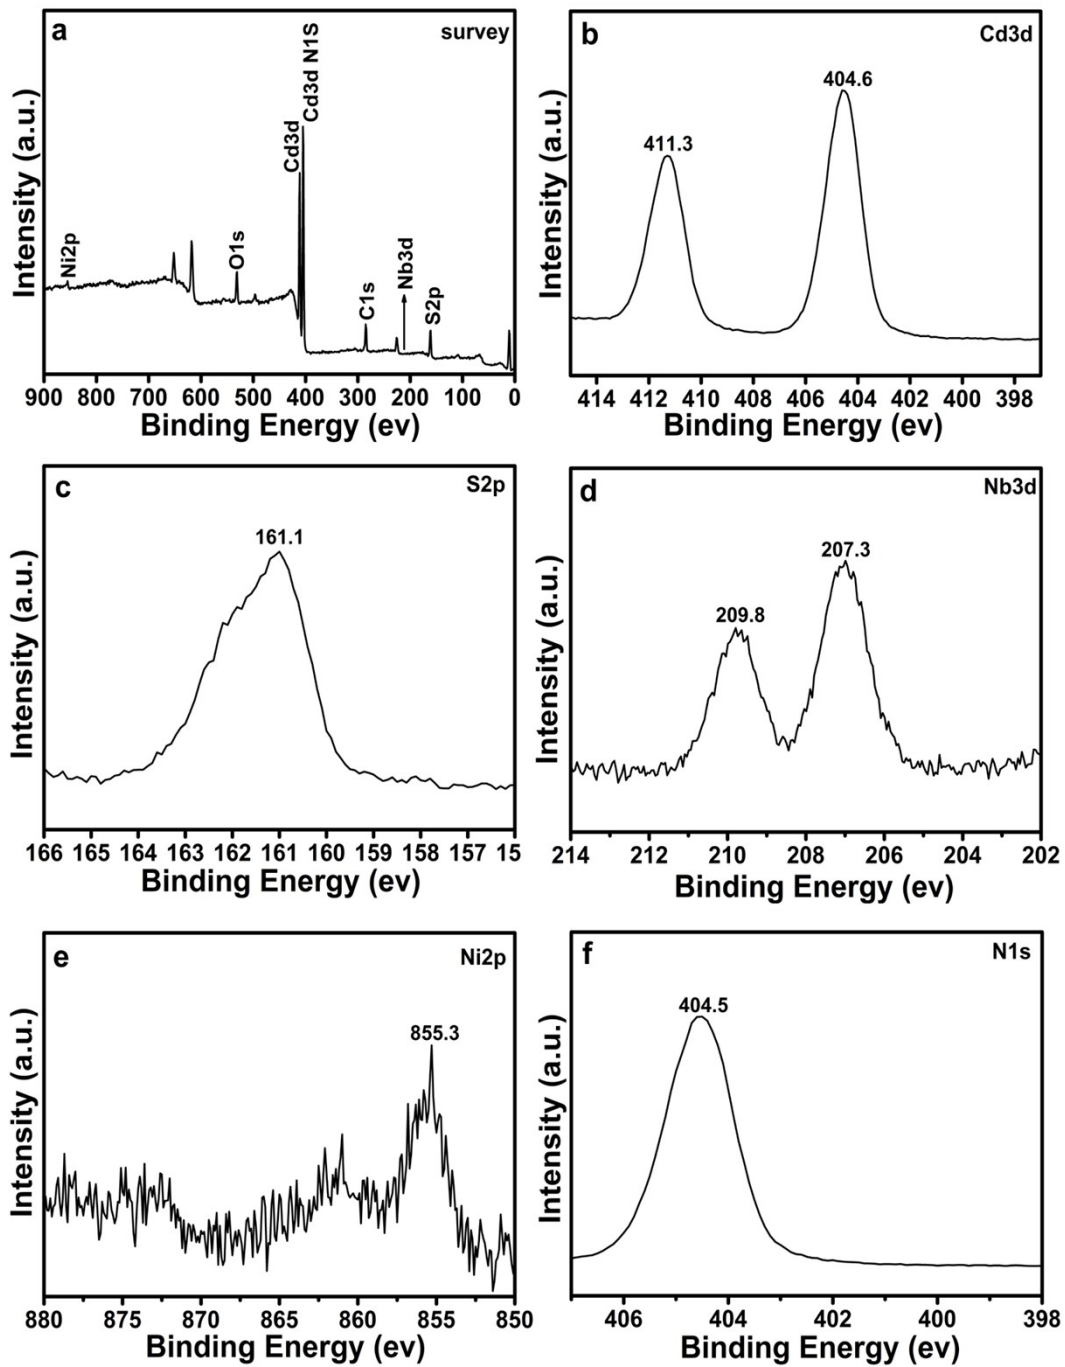 a
survey
Intensity (a.u.)
Ni2p
O1s
Cd3d
Cd3d N1S
C1s
Nb3d
S2p
900 800 700 600 500 400 300 200 100 0
Binding Energy (ev)
b
Cd3d
Intensity (a.u.)
411.3
404.6
414 412 410 408 406 404 402 400 398
Binding Energy (ev)
c
S2p
Intensity (a.u.)
161.1
166 165 164 163 162 161 160 159 158 157 15
Binding Energy (ev)
d
Nb3d
Intensity (a.u.)
209.8
207.3
214 212 210 208 206 204 202
Binding Energy (ev)
e
Ni2p
Intensity (a.u.)
855.3
880 875 870 865 860 855 850
Binding Energy (ev)
f
N1s
Intensity (a.u.)
404.5
406 404 402 400 398
Binding Energy (ev)